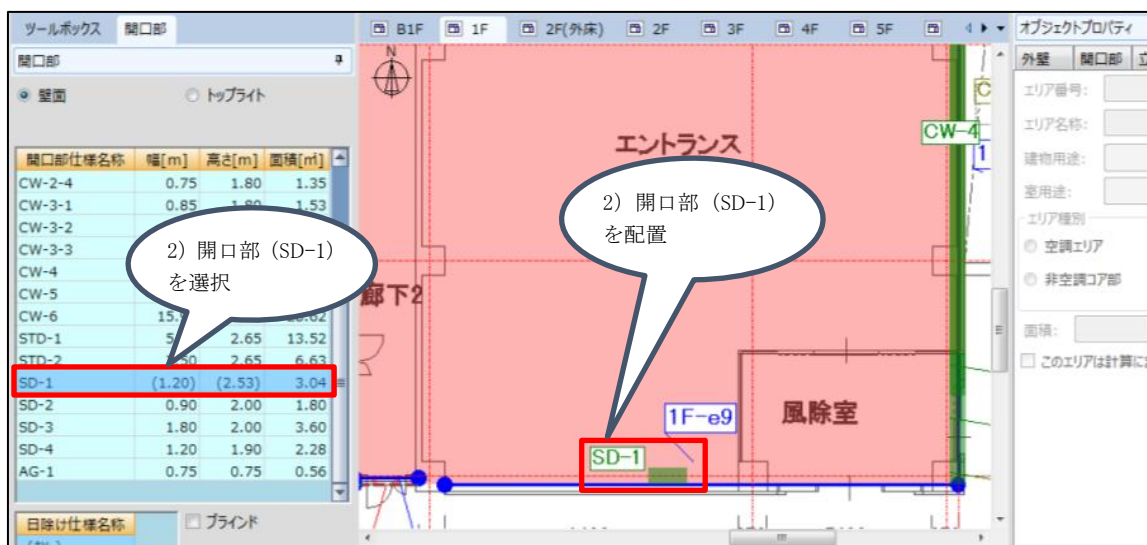 ツールボックス 開口部
開口部
壁面 トップライト
開口部仕様名称 幅[m] 高さ[m] 面積[㎡]
CW-2-4 0.75 1.80 1.35
CW-3-1 0.85 1.80 1.53
CW-3-2
CW-3-3
CW-4
CW-5
CW-6
STD-1 2.65 13.52
STD-2 2.65 6.63
SD-1 (1.20) (2.53) 3.04
SD-2 0.90 2.00 1.80
SD-3 1.80 2.00 3.60
SD-4 1.20 1.90 2.28
AG-1 0.75 0.75 0.56
日除け仕様名称 ブラインド
2) 開口部 (SD-1)
を選択
B1F 1F 2F(外床) 2F 3F 4F 5F
N
エントランス
CW-4
2) 開口部 (SD-1)
を配置
廊下2
風除室
1F-e9
SD-1
オブジェクトプロパティ
外壁 開口部 立
エリア番号:
エリア名称:
建物用途:
室用途:
エリア種別
空調エリア
非空調コア部
面積:
このエリアは計算に